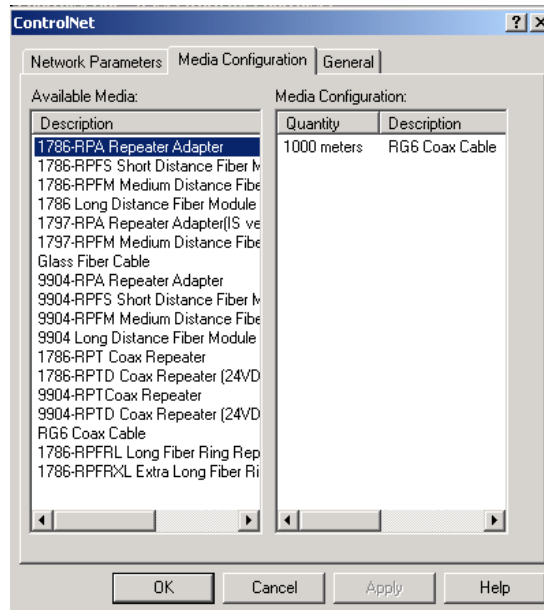 ControlNet
Network Parameters Media Configuration General
Available Media:
Description
1786-RPA Repeater Adapter
1786-RPFS Short Distance Fiber M
1786-RPFM Medium Distance Fibe
1786 Long Distance Fiber Module
1797-RPA Repeater Adapter(IS ve
1797-RPFM Medium Distance Fibe
Glass Fiber Cable
9904-RPA Repeater Adapter
9904-RPFS Short Distance Fiber M
9904-RPFM Medium Distance Fibe
9904 Long Distance Fiber Module
1786-RPT Coax Repeater
1786-RPTD Coax Repeater (24VD
9904-RPTCoax Repeater
9904-RPTD Coax Repeater (24VD
RG6 Coax Cable
1786-RPFRL Long Fiber Ring Rep
1786-RPFRXL Extra Long Fiber Ri
Media Configuration:
Quantity Description
1000 meters RG6 Coax Cable
OK Cancel Apply Help